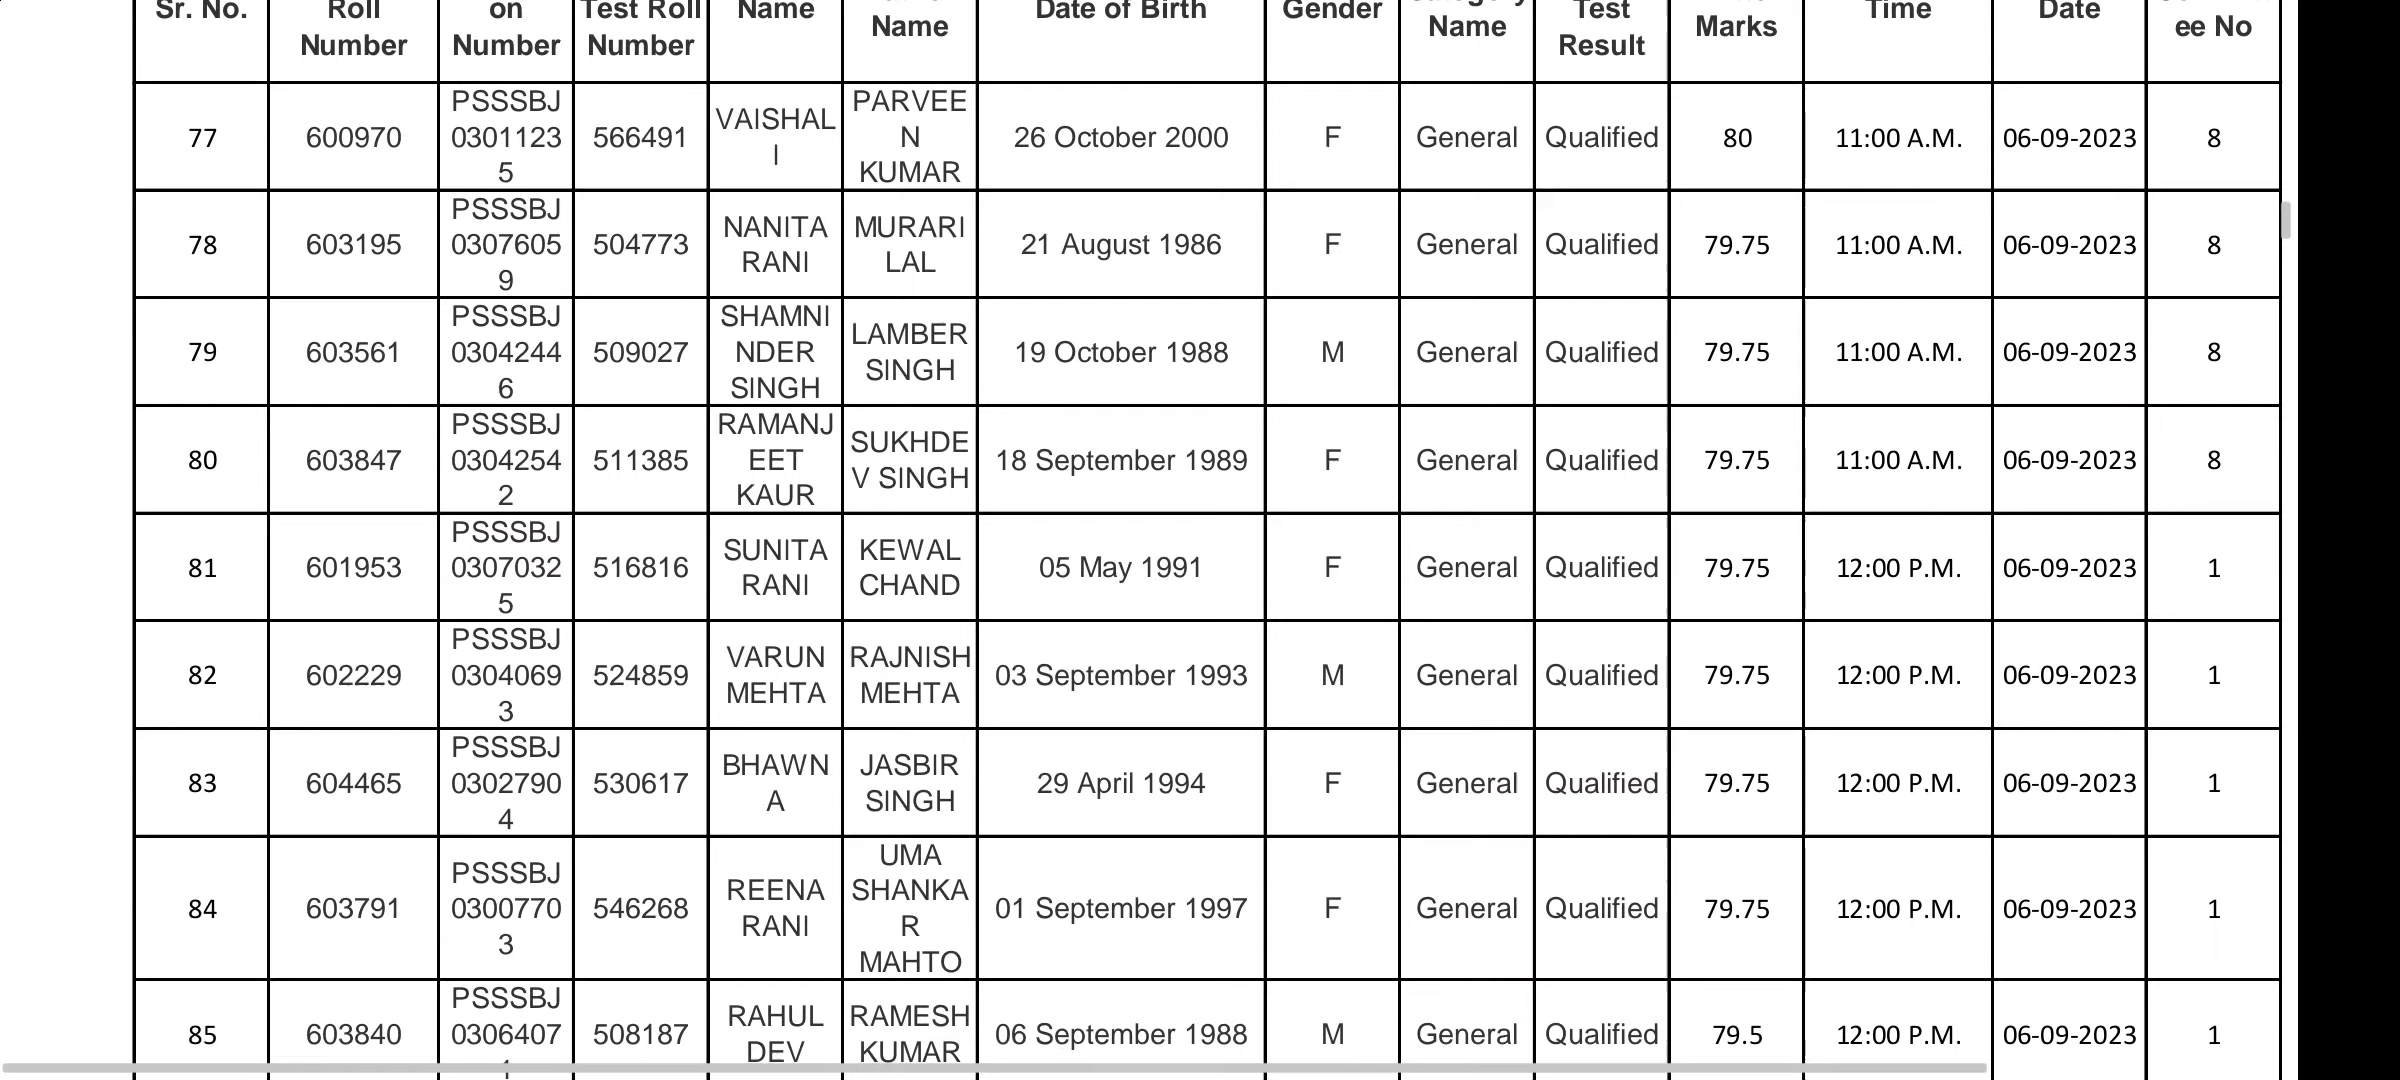 Sr. No. Roll Number on Number Test Roll Number Name Name Date of Birth Gender Name Test Result Marks Time Date ee No
77 600970 PSSSBJ 0301123 5 566491 VAISHAL I PARVEE N KUMAR 26 October 2000 F General Qualified 80 11:00 A.M. 06-09-2023 8
78 603195 PSSSBJ 0307605 9 504773 NANITA RANI MURARI LAL 21 August 1986 F General Qualified 79.75 11:00 A.M. 06-09-2023 8
79 603561 PSSSBJ 0304244 6 509027 SHAMNI NDER SINGH LAMBER SINGH 19 October 1988 M General Qualified 79.75 11:00 A.M. 06-09-2023 8
80 603847 PSSSBJ 0304254 2 511385 RAMANJ EET KAUR SUKHDE V SINGH 18 September 1989 F General Qualified 79.75 11:00 A.M. 06-09-2023 8
81 601953 PSSSBJ 0307032 5 516816 SUNITA RANI KEWAL CHAND 05 May 1991 F General Qualified 79.75 12:00 P.M. 06-09-2023 1
82 602229 PSSSBJ 0304069 3 524859 VARUN MEHTA RAJNISH MEHTA 03 September 1993 M General Qualified 79.75 12:00 P.M. 06-09-2023 1
83 604465 PSSSBJ 0302790 4 530617 BHAWN A JASBIR SINGH 29 April 1994 F General Qualified 79.75 12:00 P.M. 06-09-2023 1
84 603791 PSSSBJ 0300770 3 546268 REENA RANI UMA SHANKA R MAHTO 01 September 1997 F General Qualified 79.75 12:00 P.M. 06-09-2023 1
85 603840 PSSSBJ 0306407 508187 RAHUL DEV RAMESH KUMAR 06 September 1988 M General Qualified 79.5 12:00 P.M. 06-09-2023 1